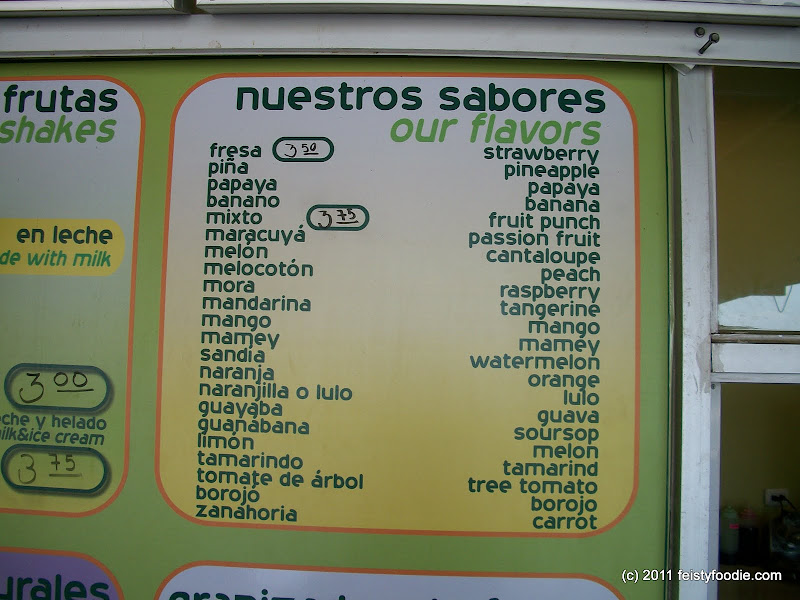 frutas
shakes
en leche
de with milk
3 00
che y helado
ilk&ice cream
3 75
urales
nuestros sabores
our flavors
fresa 3 50 strawberry
piña pineapple
papaya papaya
banano banana
mixto 3 75 fruit punch
maracuyá passion fruit
melón cantaloupe
melocotón peach
mora raspberry
mandarina tangerine
mango mango
mamey mamey
sandia watermelon
naranja orange
naranjilla o lulo lulo
guayaba guava
guanábana soursop
limón melon
tamarindo tamarind
tomate de árbol tree tomato
borojó borojo
zanahoria carrot
(c) 2011 feistyfoodie.com